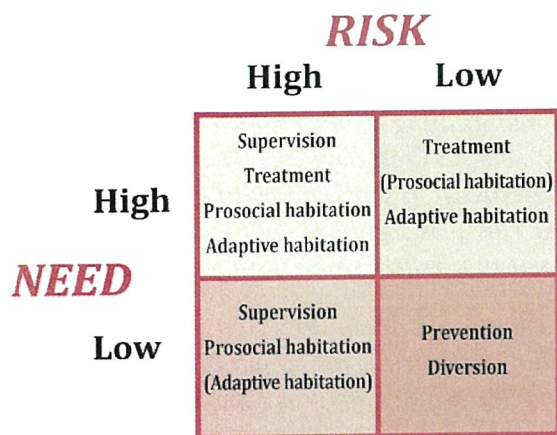 RISK
High Low
High
Supervision
Treatment
Prosocial habitation
Adaptive habitation
Treatment
(Prosocial habitation)
Adaptive habitation
NEED
Low
Supervision
Prosocial habitation
(Adaptive habitation)
Prevention
Diversion